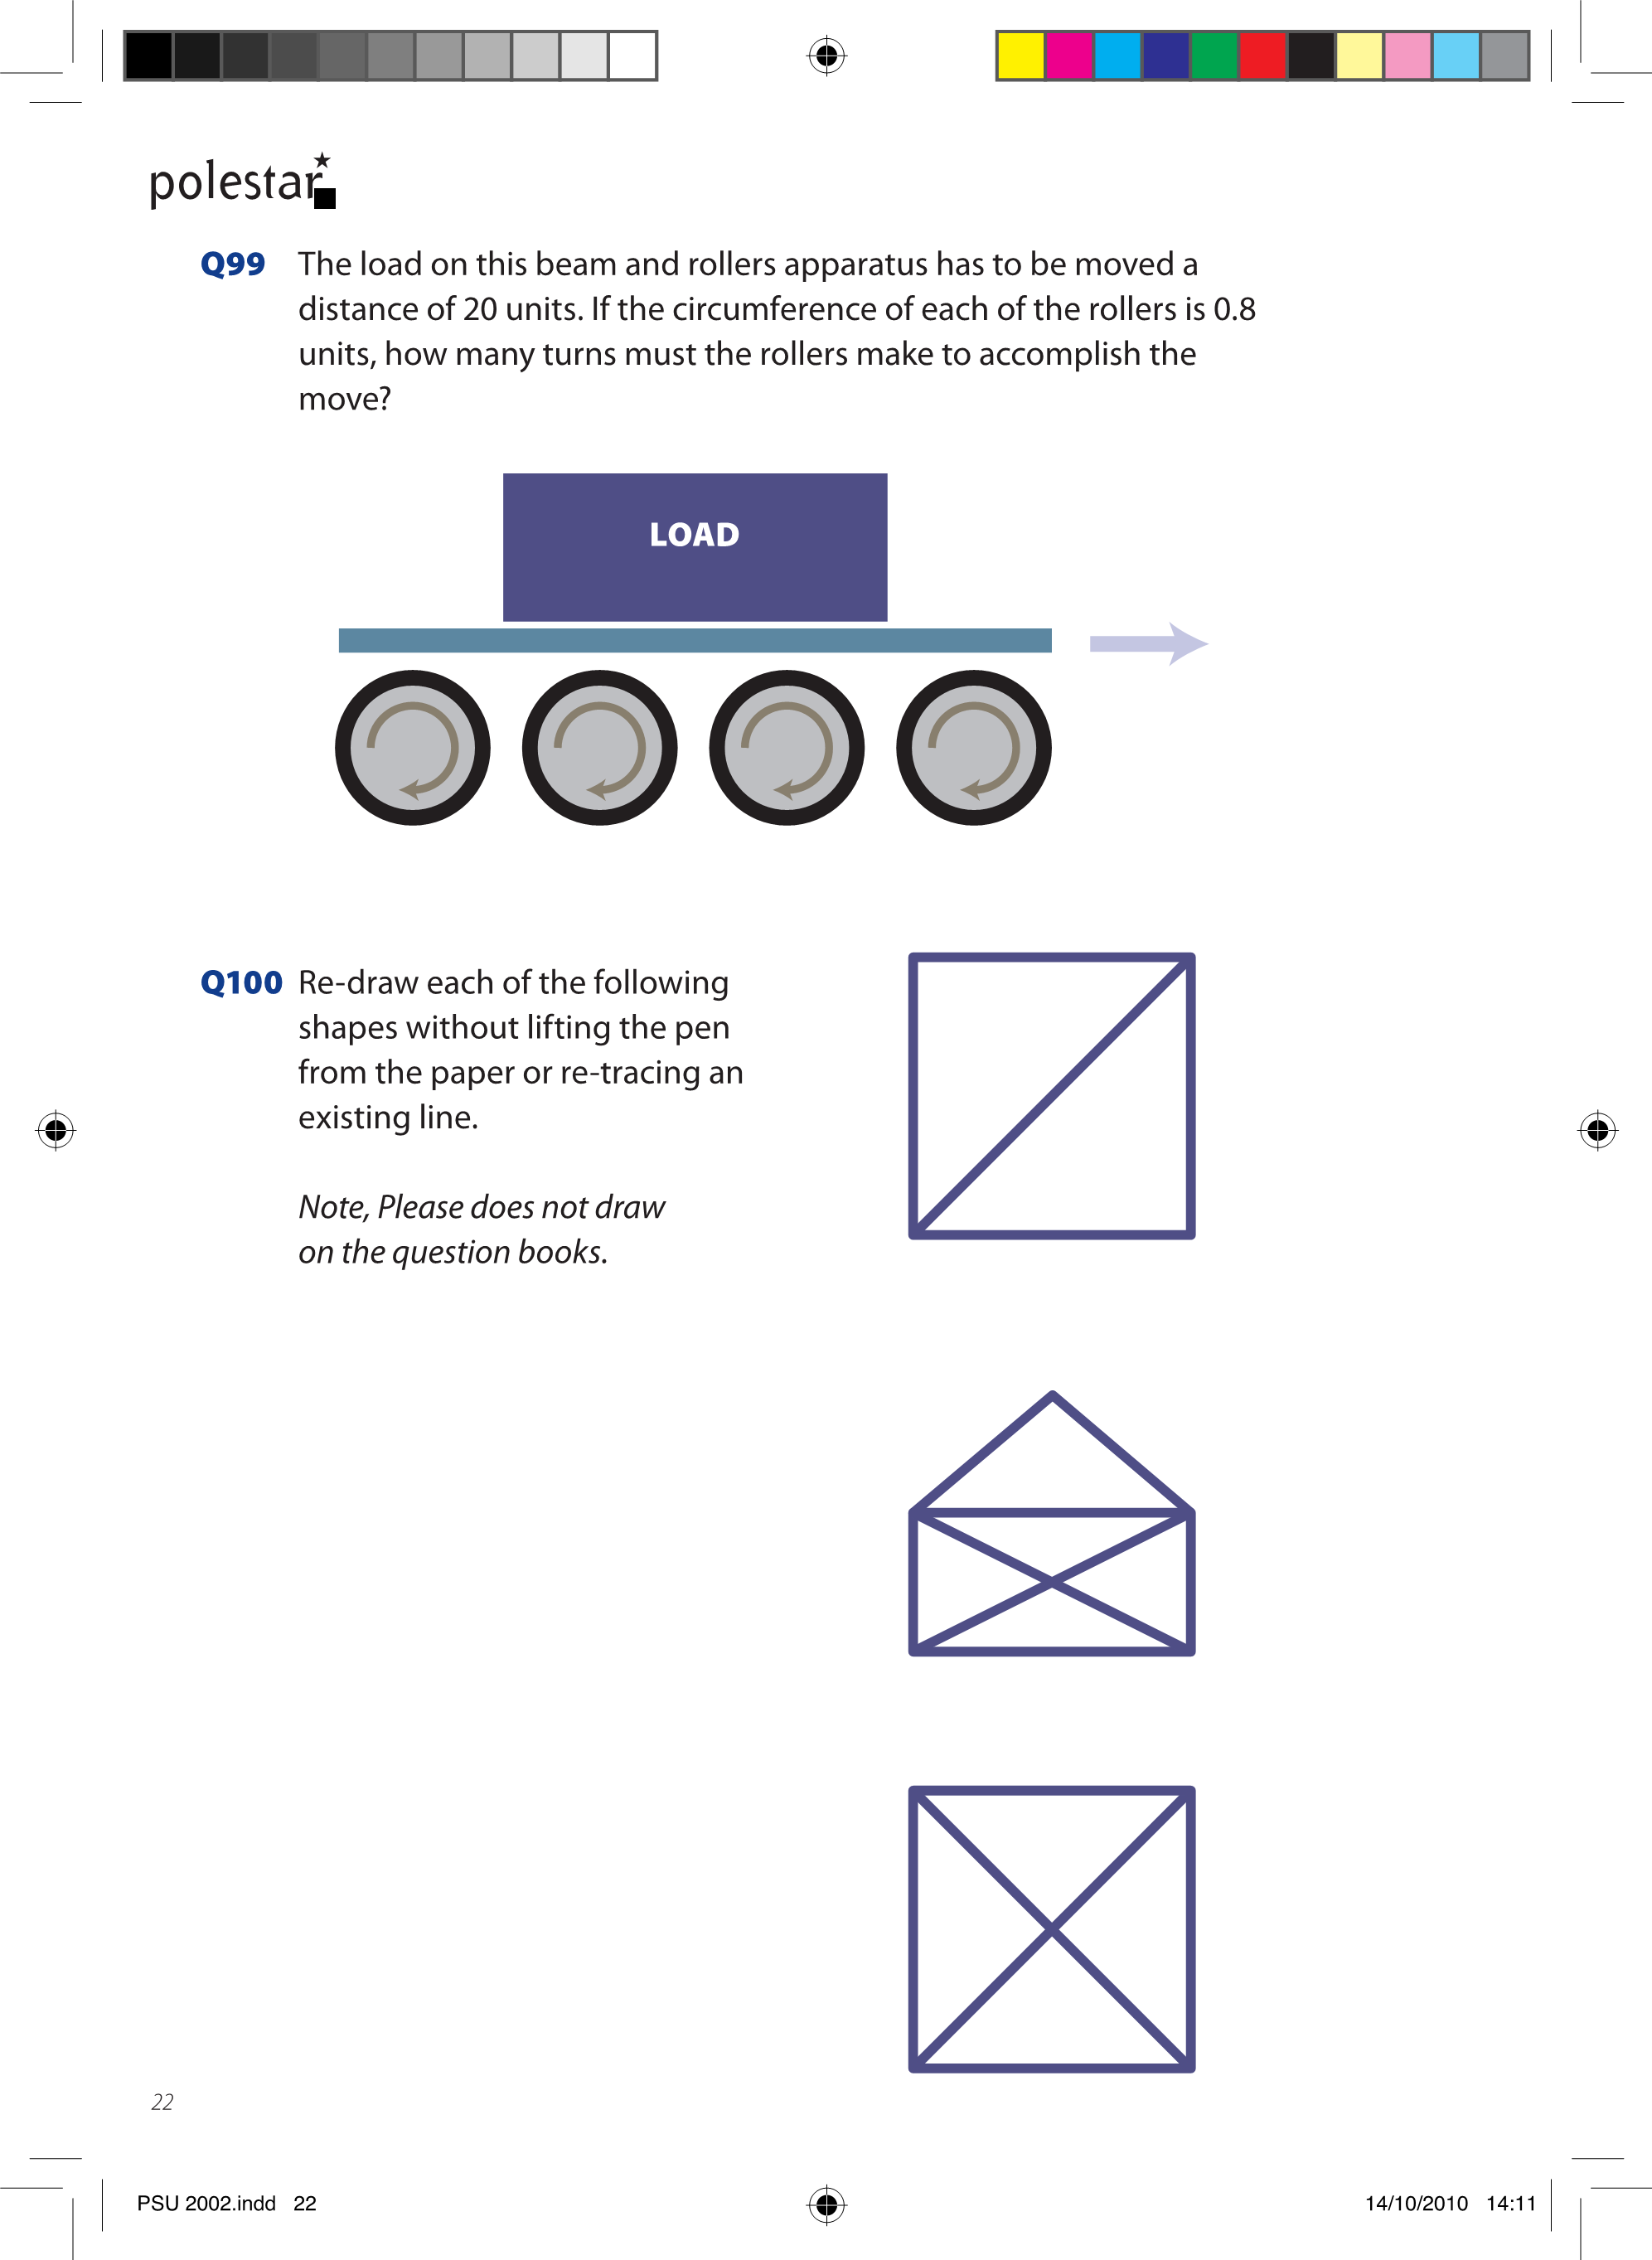 polestar
Q99 The load on this beam and rollers apparatus has to be moved a
distance of 20 units. If the circumference of each of the rollers is 0.8
units, how many turns must the rollers make to accomplish the
move?
LOAD
Q100 Re-draw each of the following
shapes without lifting the pen
from the paper or re-tracing an
existing line.
Note, Please does not draw
on the question books.
22
PSU 2002.indd 22
14/10/2010 14:11